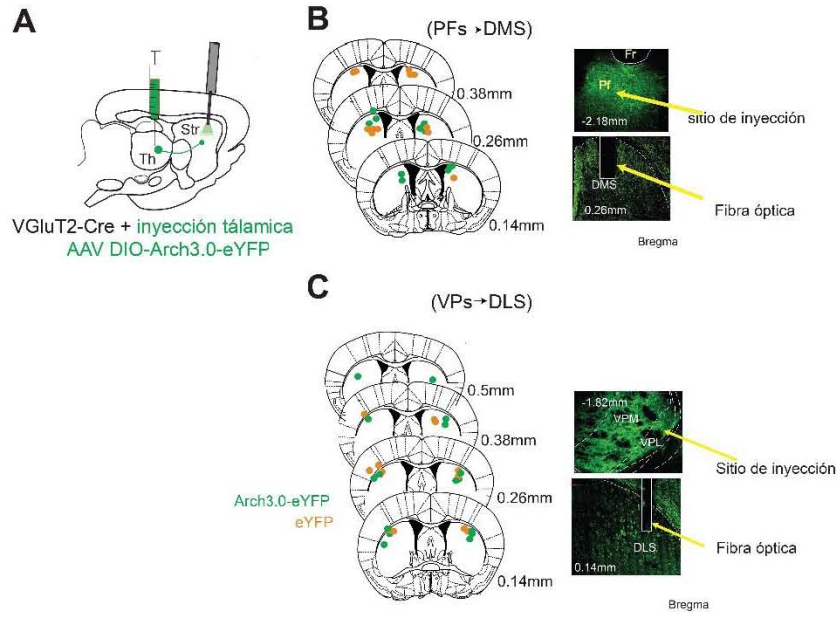 A
T
Str
Th
VGluT2-Cre + inyección tálamica
AAV DIO-Arch3.0-eYFP
B
(PFs→DMS)
0.38mm
0.26mm
0.14mm
Fr
Pf
-2.18mm
sitio de inyección
DMS
0.26mm
Fibra óptica
Bregma
C
(VPs→DLS)
0.5mm
0.38mm
0.26mm
0.14mm
Arch3.0-eYFP
eYFP
-1.82mm
VPM
VPL
Sitio de inyección
DLS
0.14mm
Fibra óptica
Bregma